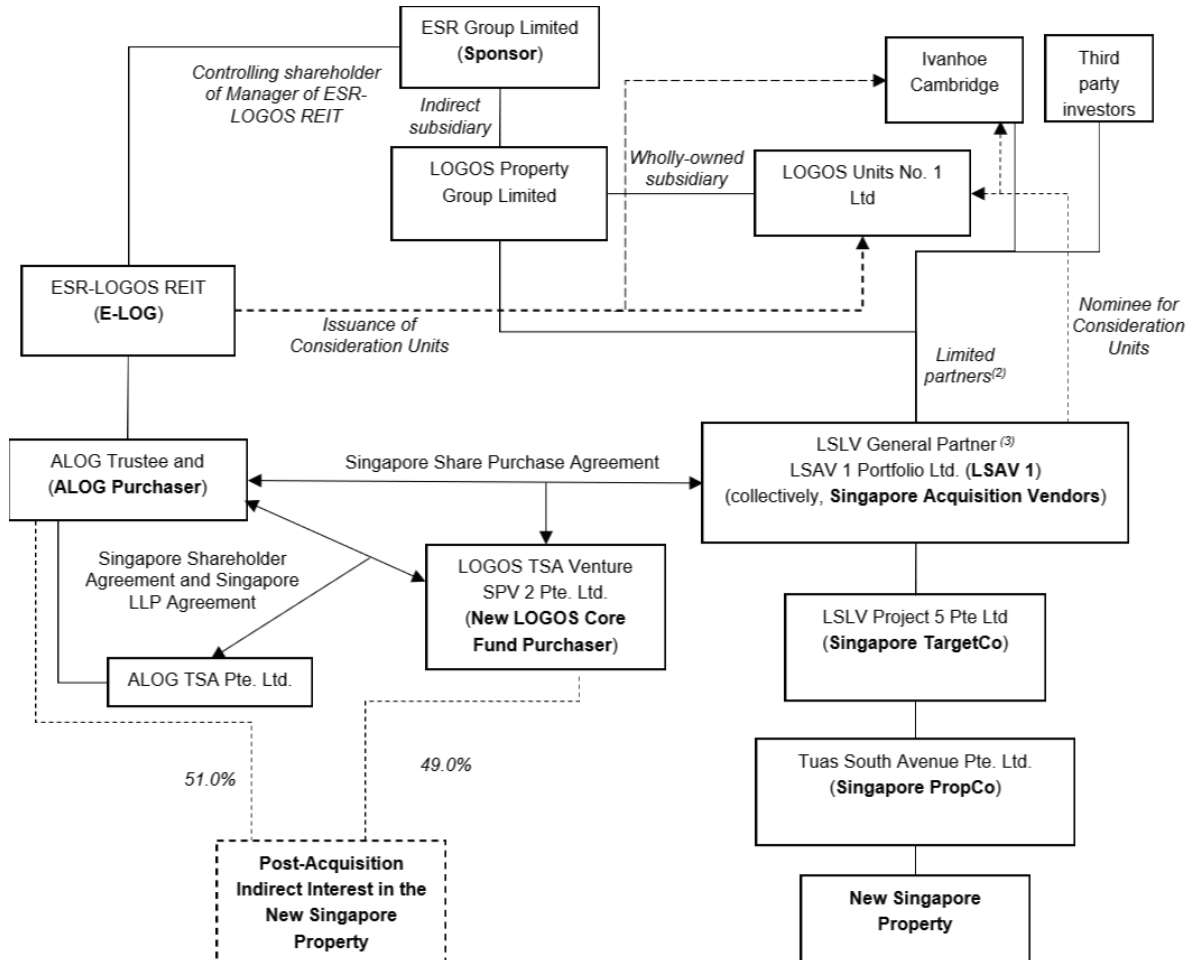 ESR Group Limited
(Sponsor)
Ivanhoe
Cambridge
Third
party
investors
Controlling shareholder
of Manager of ESR-
LOGOS REIT
Indirect
subsidiary
LOGOS Property
Group Limited
Wholly-owned
subsidiary
LOGOS Units No. 1
Ltd
ESR-LOGOS REIT
(E-LOG)
Issuance of
Consideration Units
Nominee for
Consideration
Units
Limited
partners(2)
ALOG Trustee and
(ALOG Purchaser)
Singapore Share Purchase Agreement
LSLV General Partner (3)
LSAV 1 Portfolio Ltd. (LSAV 1)
(collectively, Singapore Acquisition Vendors)
Singapore Shareholder
Agreement and Singapore
LLP Agreement
LOGOS TSA Venture
SPV 2 Pte. Ltd.
(New LOGOS Core
Fund Purchaser)
LSLV Project 5 Pte Ltd
(Singapore TargetCo)
ALOG TSA Pte. Ltd.
51.0%
49.0%
Tuas South Avenue Pte. Ltd.
(Singapore PropCo)
Post-Acquisition
Indirect Interest in the
New Singapore
Property
New Singapore
Property